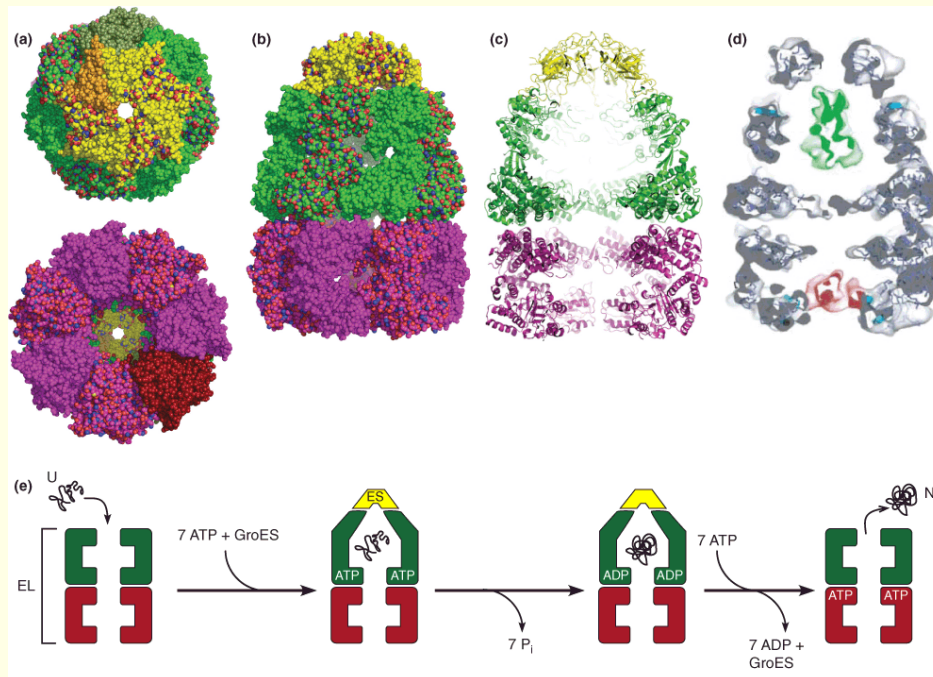 (a)
(b)
(c)
(d)
(e)
U
N
ES
7 ATP + GroES
7 ATP
EL
ATP
ATP
ADP
ADP
ATP
ATP
7 Pi
7 ADP +
GroES